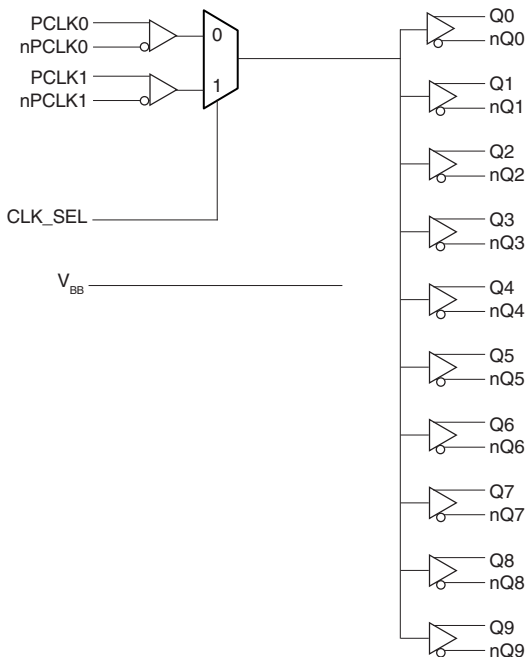 PCLK0
nPCLK0
PCLK1
nPCLK1
0
1
CLK_SEL
VBB
Q0
nQ0
Q1
nQ1
Q2
nQ2
Q3
nQ3
Q4
nQ4
Q5
nQ5
Q6
nQ6
Q7
nQ7
Q8
nQ8
Q9
nQ9